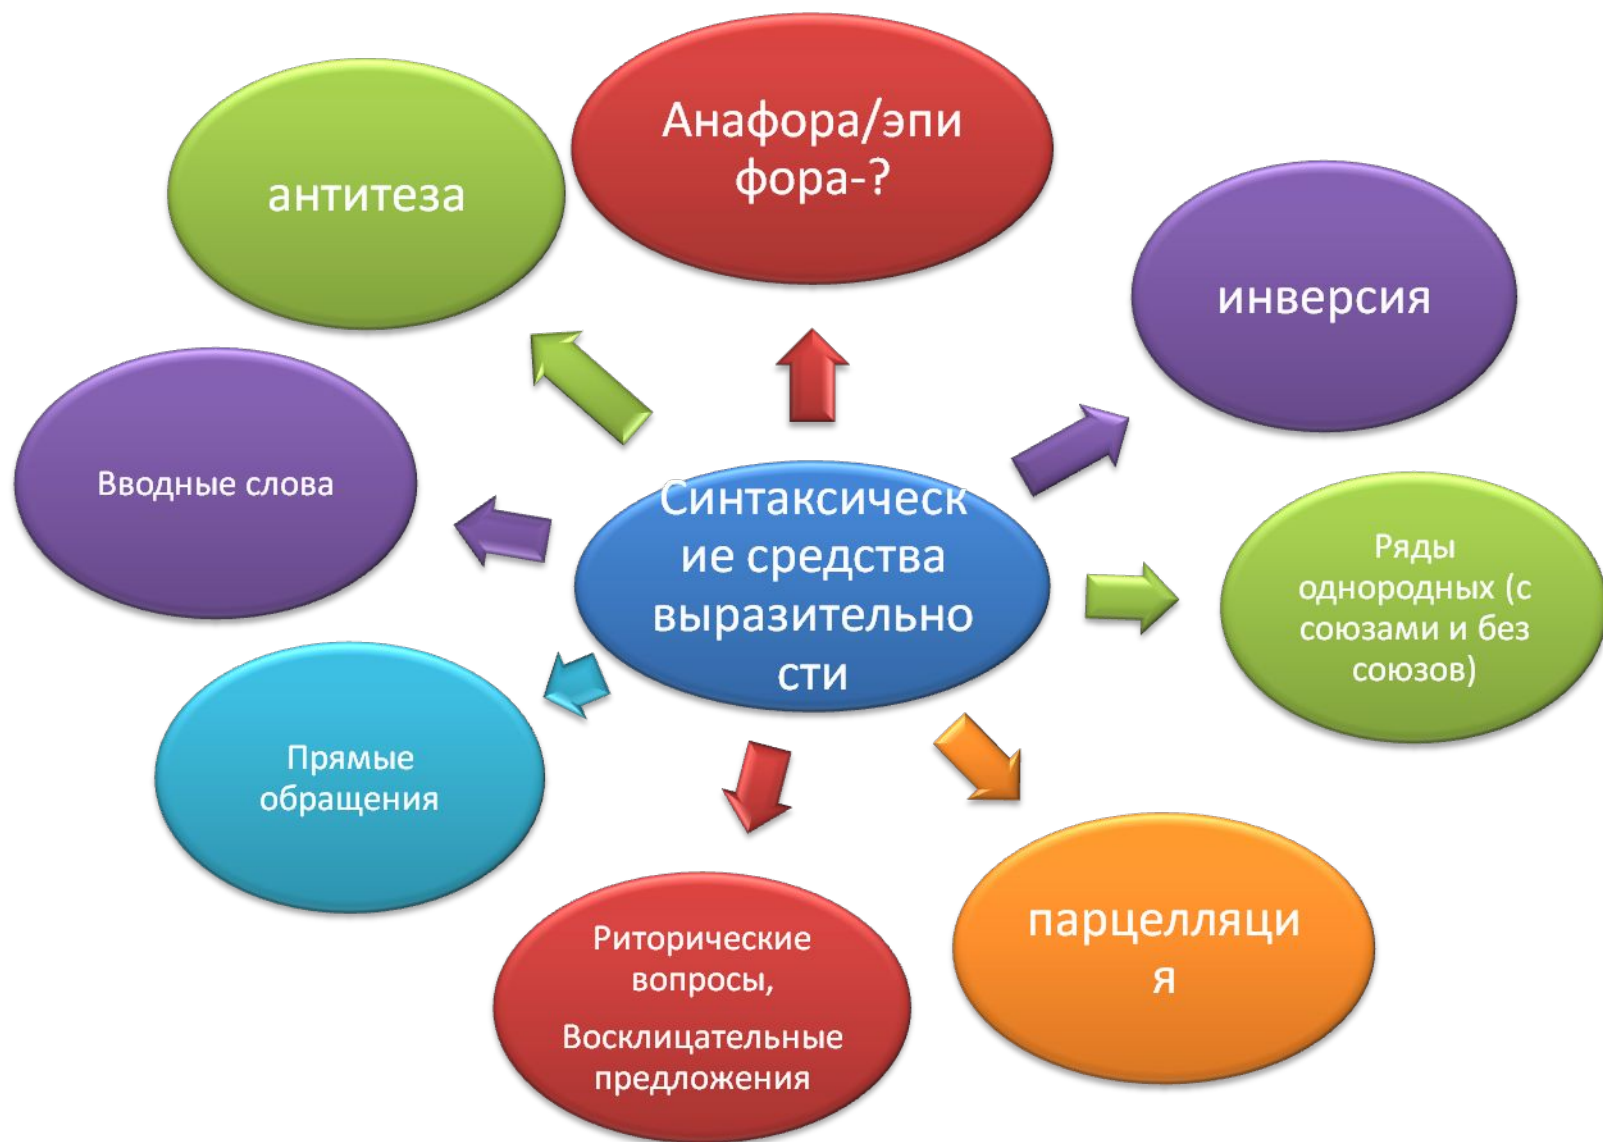 Анафора/эпи
фора-?
антитеза
инверсия
Вводные слова
Синтаксическ
ие средства
выразительно
сти
Ряды
однородных (с
союзами и без
союзов)
Прямые
обращения
парцелляци
я
Риторические
вопросы,
Восклицательные
предложения